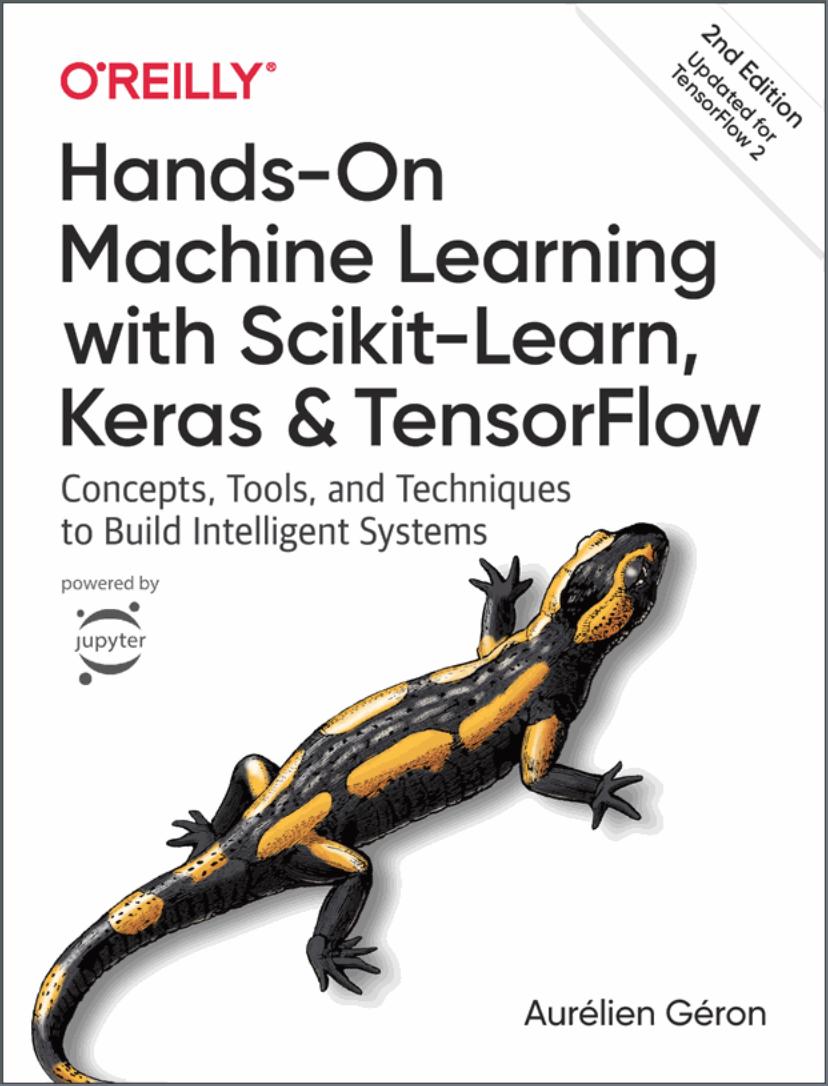 O'REILLY®
2nd Edition
Updated for
TensorFlow 2
Hands-On
Machine Learning
with Scikit-Learn,
Keras & TensorFlow
Concepts, Tools, and Techniques
to Build Intelligent Systems
powered by
jupyter
Aurélien Géron